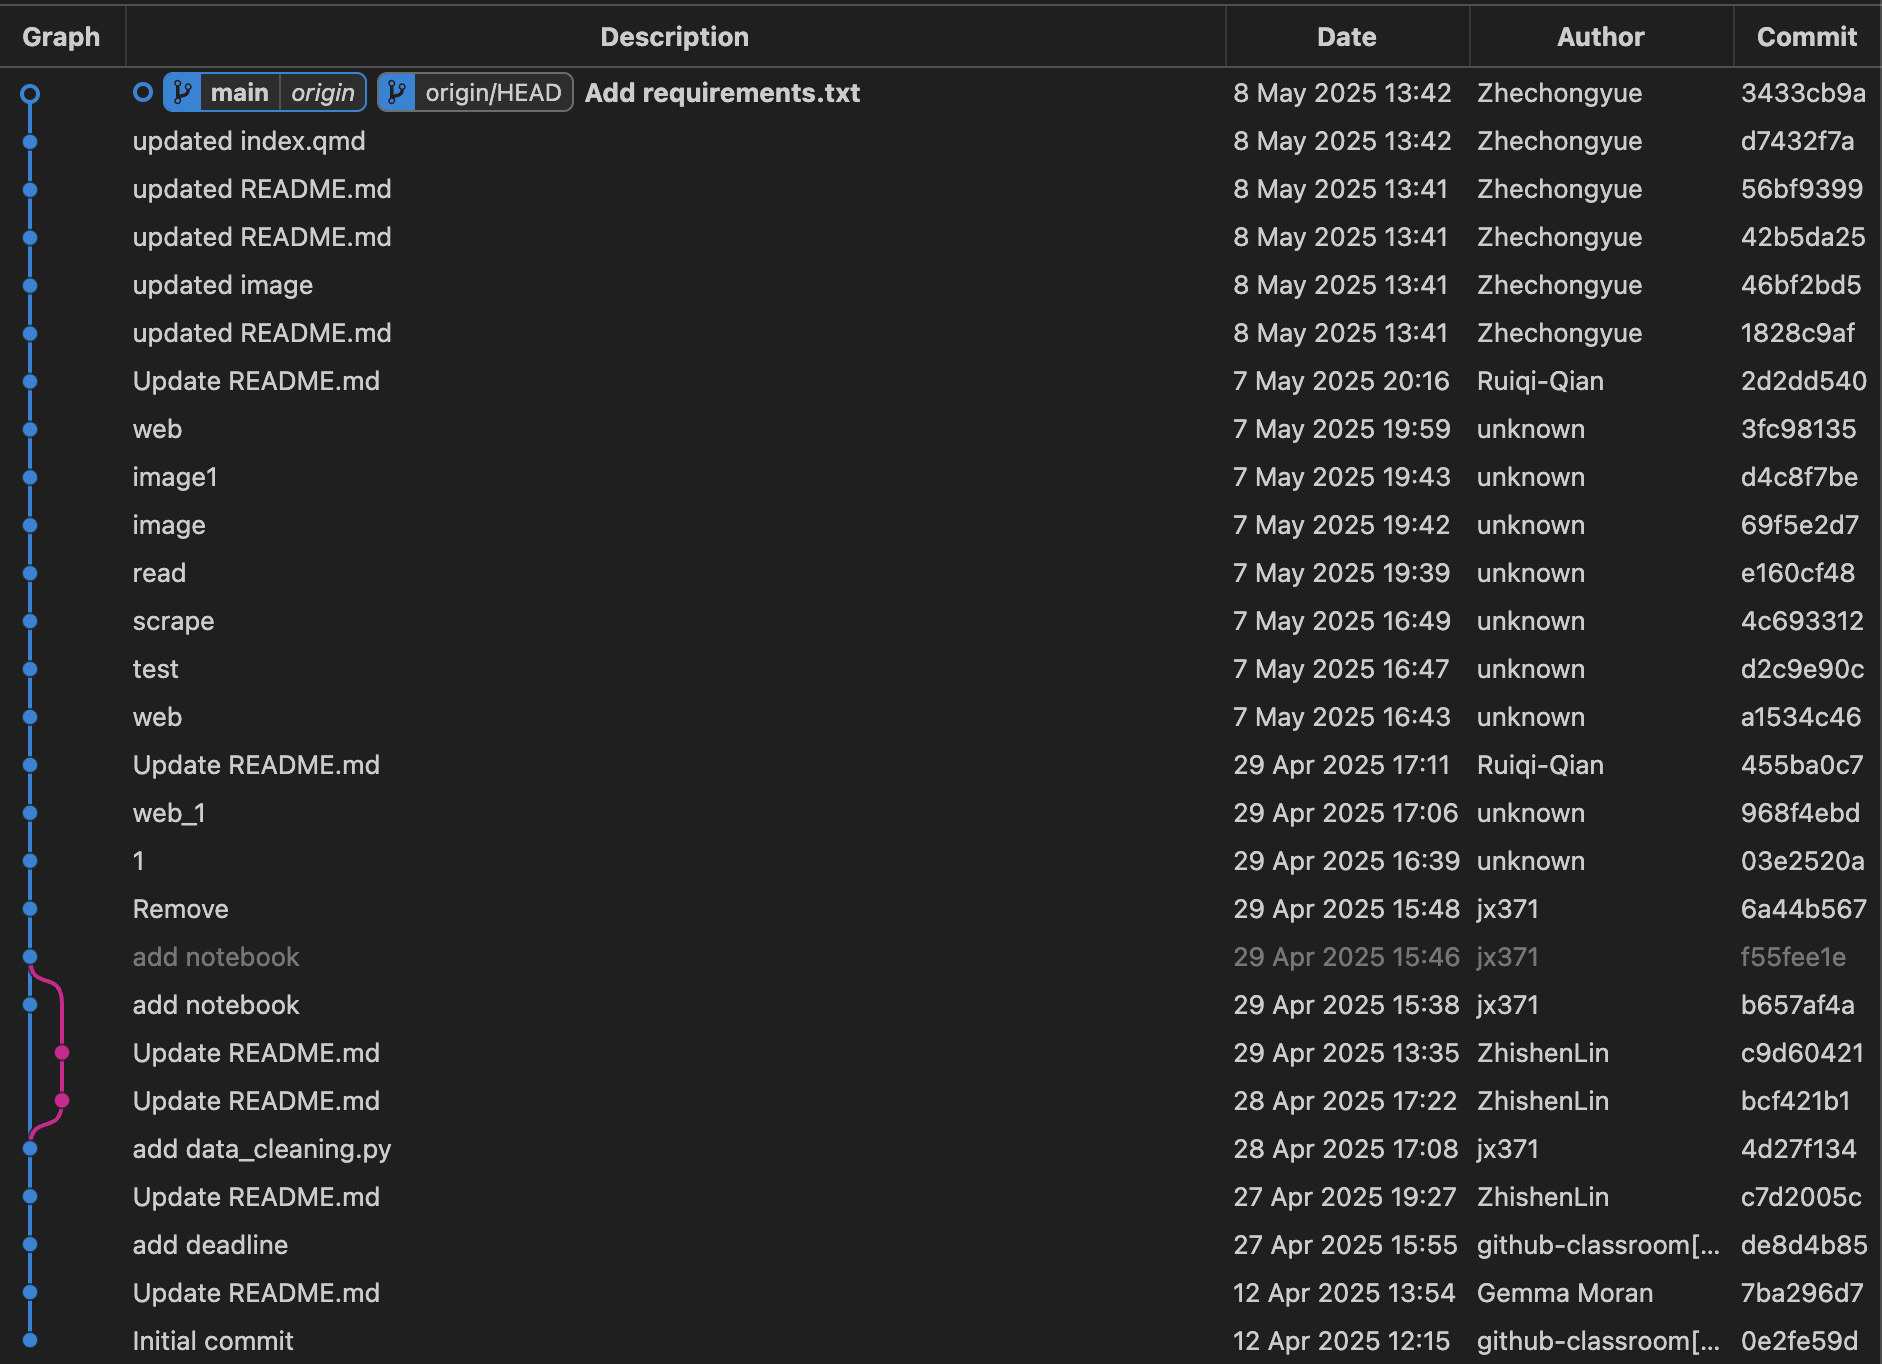 Graph Description Date Author Commit
main origin origin/HEAD Add requirements.txt 8 May 2025 13:42 Zhechongyue 3433cb9a
updated index.qmd 8 May 2025 13:42 Zhechongyue d7432f7a
updated README.md 8 May 2025 13:41 Zhechongyue 56bf9399
updated README.md 8 May 2025 13:41 Zhechongyue 42b5da25
updated image 8 May 2025 13:41 Zhechongyue 46bf2bd5
updated README.md 8 May 2025 13:41 Zhechongyue 1828c9af
Update README.md 7 May 2025 20:16 Ruiqi-Qian 2d2dd540
web 7 May 2025 19:59 unknown 3fc98135
image1 7 May 2025 19:43 unknown d4c8f7be
image 7 May 2025 19:42 unknown 69f5e2d7
read 7 May 2025 19:39 unknown e160cf48
scrape 7 May 2025 16:49 unknown 4c693312
test 7 May 2025 16:47 unknown d2c9e90c
web 7 May 2025 16:43 unknown a1534c46
Update README.md 29 Apr 2025 17:11 Ruiqi-Qian 455ba0c7
web_1 29 Apr 2025 17:06 unknown 968f4ebd
1 29 Apr 2025 16:39 unknown 03e2520a
Remove 29 Apr 2025 15:48 jx371 6a44b567
add notebook 29 Apr 2025 15:46 jx371 f55fee1e
add notebook 29 Apr 2025 15:38 jx371 b657af4a
Update README.md 29 Apr 2025 13:35 ZhishenLin c9d60421
Update README.md 28 Apr 2025 17:22 ZhishenLin bcf421b1
add data_cleaning.py 28 Apr 2025 17:08 jx371 4d27f134
Update README.md 27 Apr 2025 19:27 ZhishenLin c7d2005c
add deadline 27 Apr 2025 15:55 github-classroom[... de8d4b85
Update README.md 12 Apr 2025 13:54 Gemma Moran 7ba296d7
Initial commit 12 Apr 2025 12:15 github-classroom[... 0e2fe59d